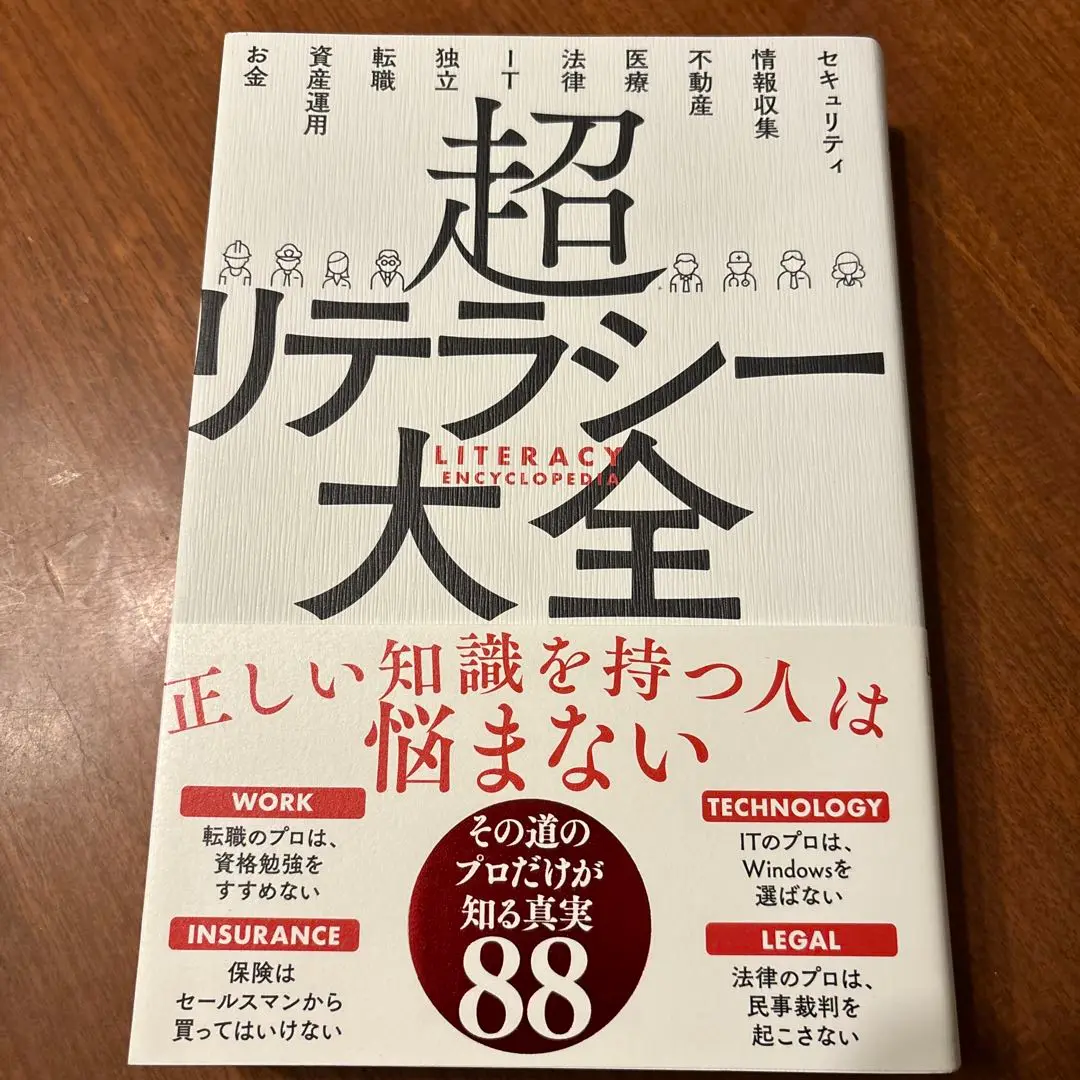 セキュリティ
情報収集
不動産
医療
法律
IT
独立
転職
資産運用
お金
超
リテラシー
大全
LITERACY
ENCYCLOPEDIA
正しい知識を持つ人は
悩まない
WORK
転職のプロは、
資格勉強を
すすめない
INSURANCE
保険は
セールスマンから
買ってはいけない
その道の
プロだけが
知る真実
88
TECHNOLOGY
ITのプロは、
Windowsを
選ばない
LEGAL
法律のプロは、
民事裁判を
起こさない